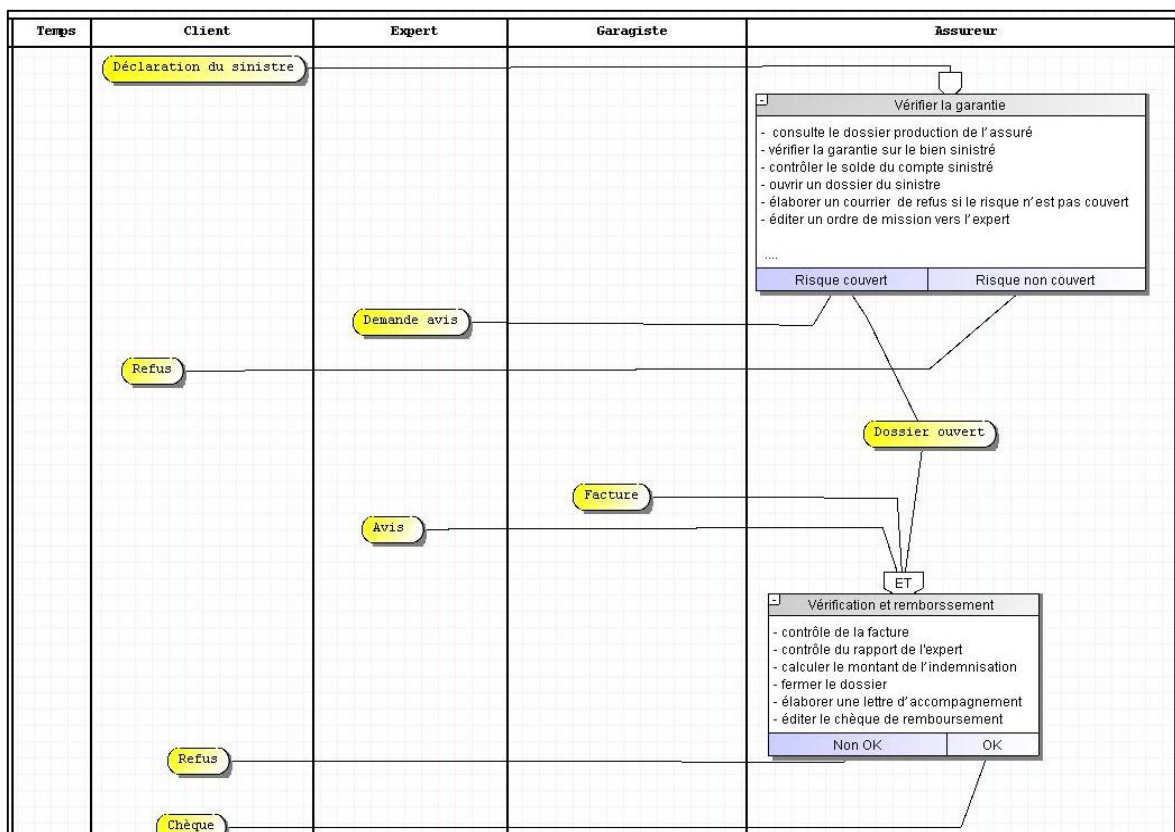 Temps
Client
Expert
Garagiste
Assureur
Déclaration du sinistre
Vérifier la garantie
- consulte le dossier production de l'assuré
- vérifier la garantie sur le bien sinistré
- contrôler le solde du compte sinistré
- ouvrir un dossier du sinistre
- élaborer un courrier de refus si le risque n'est pas couvert
- éditer un ordre de mission vers l'expert
....
Risque couvert
Risque non couvert
Demande avis
Refus
Dossier ouvert
Facture
Avis
ET
Vérification et remborssement
- contrôle de la facture
- contrôle du rapport de l'expert
- calculer le montant de l'indemnisation
- fermer le dossier
- élaborer une lettre d'accompagnement
- éditer le chèque de remboursement
Non OK
OK
Refus
Chèque